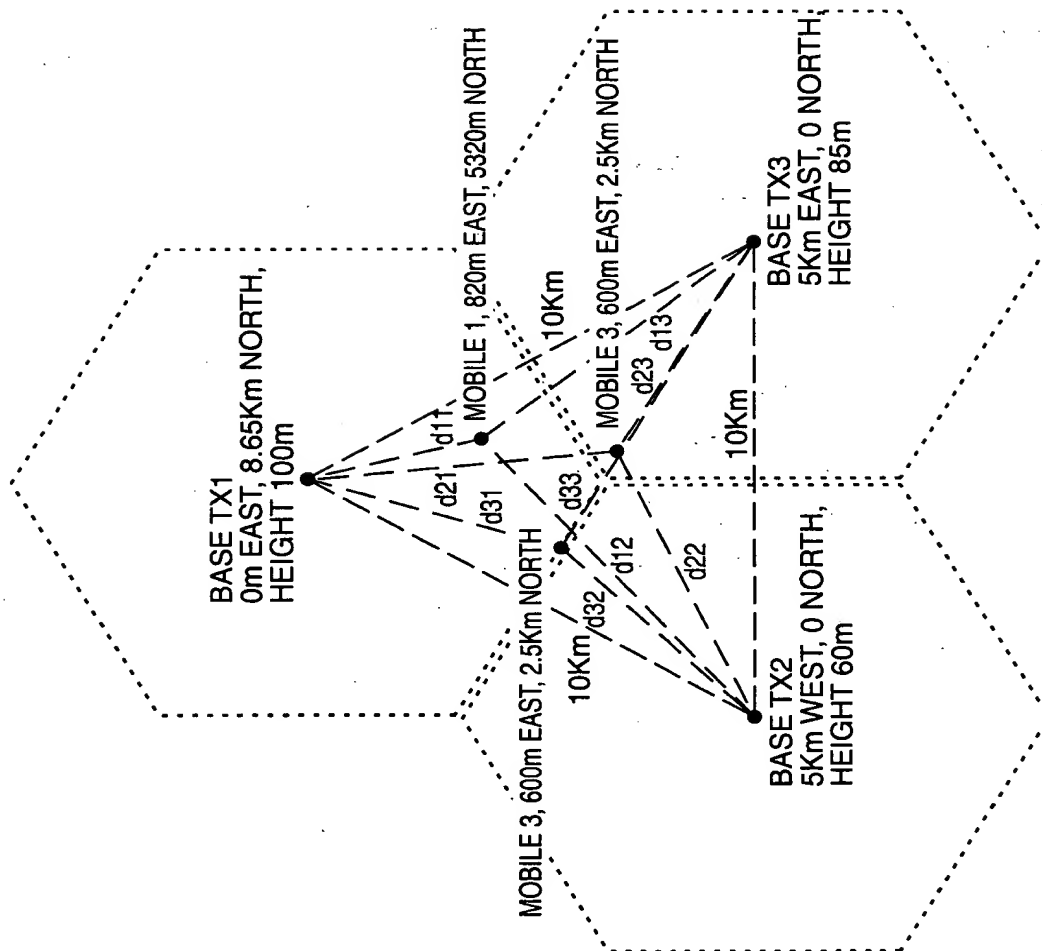 BASE TX1
0m EAST, 8.65Km NORTH,
HEIGHT 100m
MOBILE 1, 820m EAST, 5320m NORTH
10Km
d11
d21
d31
MOBILE 3, 600m EAST, 2.5Km NORTH
d13
d23
d33
MOBILE 3, 600m EAST, 2.5Km NORTH
d12
d32
10Km
d22
10Km
BASE TX2
5Km WEST, 0 NORTH,
HEIGHT 60m
BASE TX3
5Km EAST, 0 NORTH,
HEIGHT 85m